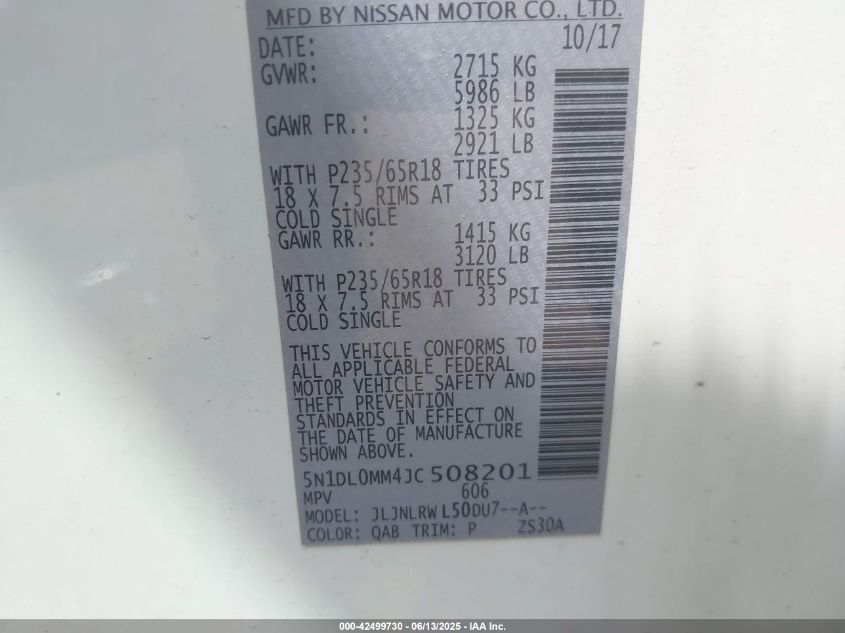 MFD BY NISSAN MOTOR CO., LTD.
DATE: 10/17
GVWR: 2715 KG
5986 LB
GAWR FR.: 1325 KG
2921 LB
WITH P235/65R18 TIRES
18 X 7.5 RIMS AT 33 PSI
COLD SINGLE
GAWR RR.: 1415 KG
3120 LB
WITH P235/65R18 TIRES
18 X 7.5 RIMS AT 33 PSI
COLD SINGLE
THIS VEHICLE CONFORMS TO
ALL APPLICABLE FEDERAL
MOTOR VEHICLE SAFETY AND
THEFT PREVENTION
STANDARDS IN EFFECT ON
THE DATE OF MANUFACTURE
SHOWN ABOVE.
5N1DL0MM4JC508201
MPV 606
MODEL: JLJNLRWL50DU7--A--
COLOR: QAB TRIM: P ZS30A
000-42499730 - 06/13/2025 - IAA Inc.